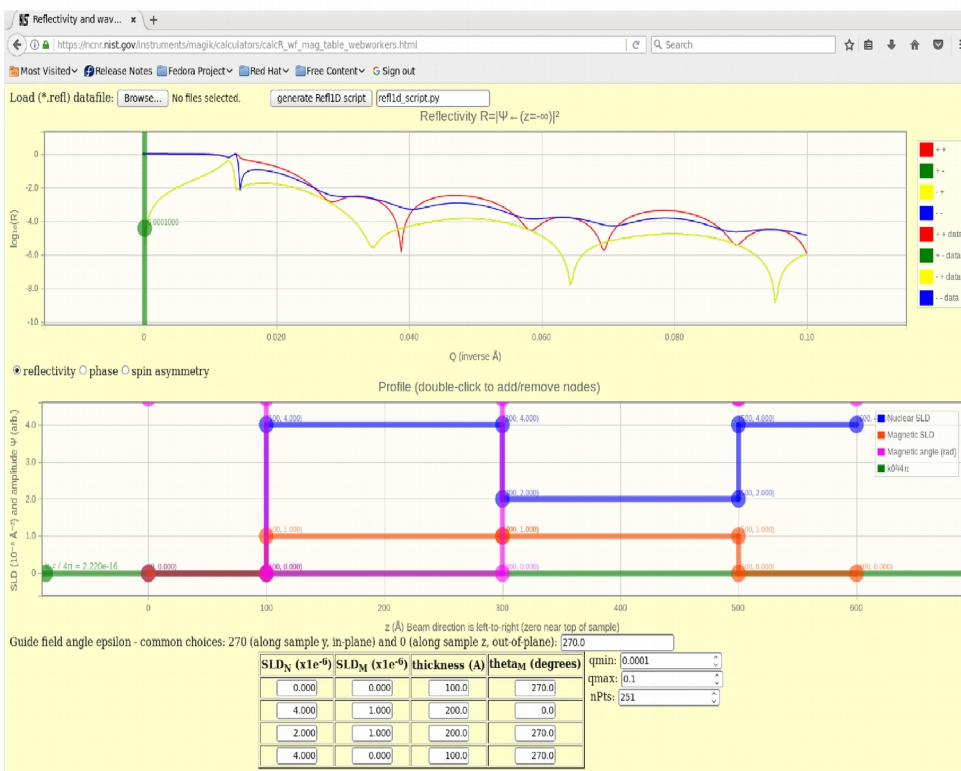 Reflectivity and wav... × +
https://ncnr.nist.gov/instruments/magik/calculators/calcR_wf_mag_table_webworkers.html Search
Most Visited Release Notes Fedora Project Red Hat Free Content Sign out
Load (*.refl) datafile: Browse... No files selected. generate Refl1D script refl1d_script.py
Reflectivity R=|Ψ←(z=-∞)|²
log₁₀(R)
0
-2.0
-4.0
-6.0
-8.0
-10
0.0001000
0 0.020 0.040 0.060 0.080 0.10
Q (inverse Å)
+ +
+ -
- +
- -
+ + data
+ - data
- + data
- - data
reflectivity phase spin asymmetry
Profile (double-click to add/remove nodes)
SLD (10⁻⁶ Å⁻²) and amplitude Ψ (arb.)
4.0
3.0
2.0
1.0
0
Nuclear SLD
Magnetic SLD
Magnetic angle (rad)
k0²/4π
/ 4π = 2.220e-16
0 100 200 300 400 500 600
z (Å) Beam direction is left-to-right (zero near top of sample)
Guide field angle epsilon - common choices: 270 (along sample y, in-plane) and 0 (along sample z, out-of-plane): 270.0
SLDN (x1e⁻⁶) SLDM (x1e⁻⁶) thickness (A) thetaM (degrees)
0.000 0.000 100.0 270.0
4.000 1.000 200.0 0.0
2.000 1.000 200.0 270.0
4.000 0.000 100.0 270.0
qmin: 0.0001
qmax: 0.1
nPts: 251